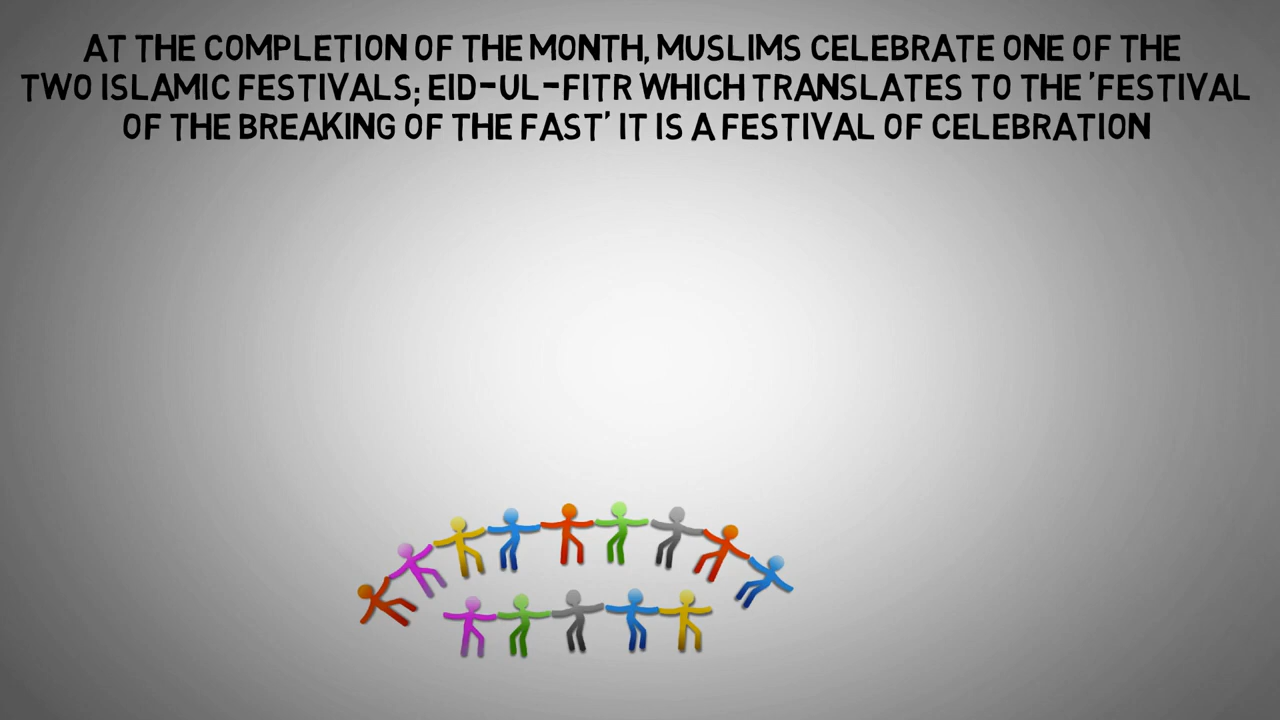 AT THE COMPLETION OF THE MONTH, MUSLIMS CELEBRATE ONE OF THE
TWO ISLAMIC FESTIVALS; EID-UL-FITR WHICH TRANSLATES TO THE 'FESTIVAL
OF THE BREAKING OF THE FAST' IT IS A FESTIVAL OF CELEBRATION